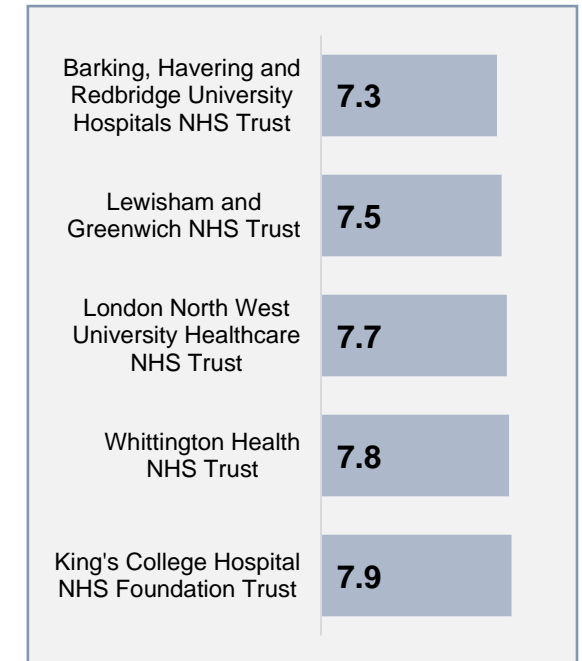 Barking, Havering and
Redbridge University
Hospitals NHS Trust
7.3
Lewisham and
Greenwich NHS Trust
7.5
London North West
University Healthcare
NHS Trust
7.7
Whittington Health
NHS Trust
7.8
King's College Hospital
NHS Foundation Trust
7.9